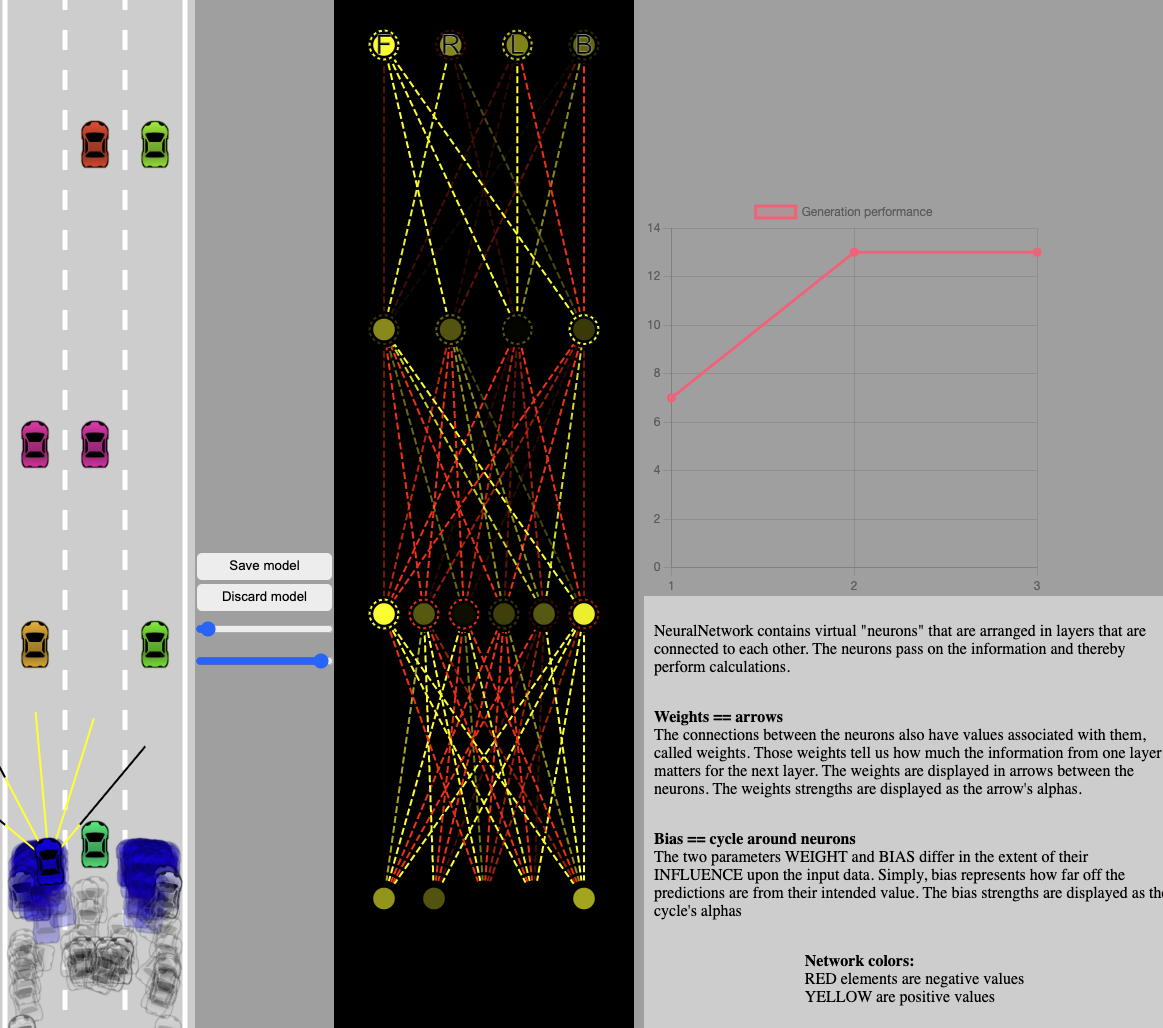 F R L B
Generation performance
14
12
10
8
6
4
2
0
1 2 3
Save model
Discard model
NeuralNetwork contains virtual "neurons" that are arranged in layers that are
connected to each other. The neurons pass on the information and thereby
perform calculations.
Weights == arrows
The connections between the neurons also have values associated with them,
called weights. Those weights tell us how much the information from one layer
matters for the next layer. The weights are displayed in arrows between the
neurons. The weights strengths are displayed as the arrow's alphas.
Bias == cycle around neurons
The two parameters WEIGHT and BIAS differ in the extent of their
INFLUENCE upon the input data. Simply, bias represents how far off the
predictions are from their intended value. The bias strengths are displayed as the
cycle's alphas
Network colors:
RED elements are negative values
YELLOW are positive values